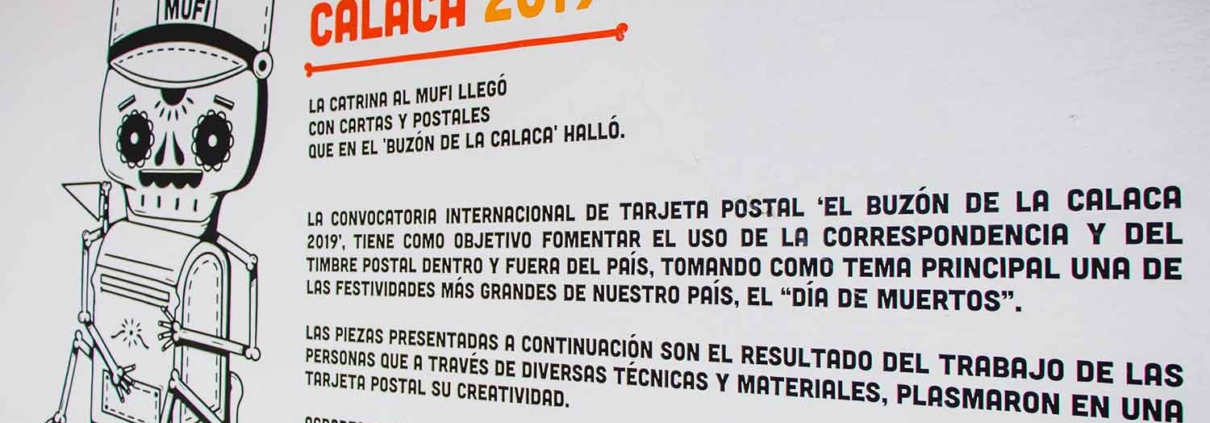 MUFI
CALACA 2019
LA CATRINA AL MUFI LLEGÓ
CON CARTAS Y POSTALES
QUE EN EL 'BUZÓN DE LA CALACA' HALLÓ.
LA CONVOCATORIA INTERNACIONAL DE TARJETA POSTAL ‘EL BUZÓN DE LA CALACA
2019’, TIENE COMO OBJETIVO FOMENTAR EL USO DE LA CORRESPONDENCIA Y DEL
TIMBRE POSTAL DENTRO Y FUERA DEL PAÍS, TOMANDO COMO TEMA PRINCIPAL UNA DE
LAS FESTIVIDADES MÁS GRANDES DE NUESTRO PAÍS, EL “DÍA DE MUERTOS”.
LAS PIEZAS PRESENTADAS A CONTINUACIÓN SON EL RESULTADO DEL TRABAJO DE LAS
PERSONAS QUE A TRAVÉS DE DIVERSAS TÉCNICAS Y MATERIALES, PLASMARON EN UNA
TARJETA POSTAL SU CREATIVIDAD.